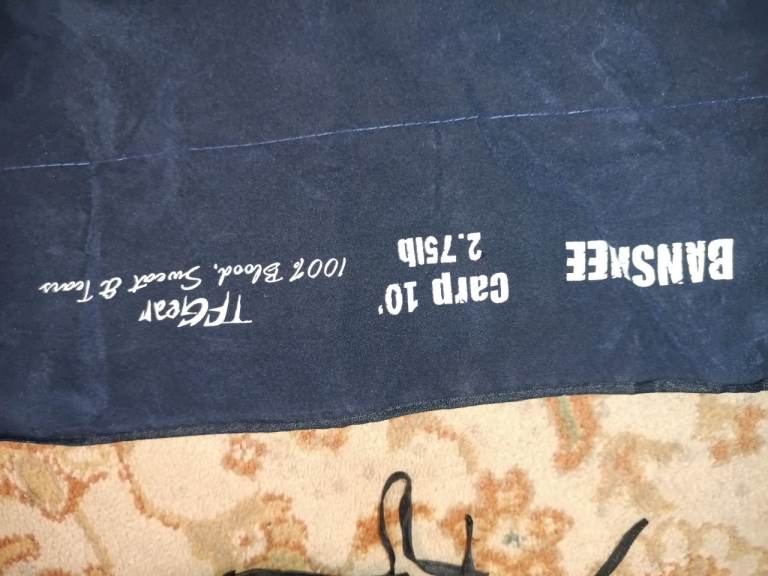 BANSHEE
Carp 10'
2.75lb
TFGear
100% Blood, Sweat & Tears